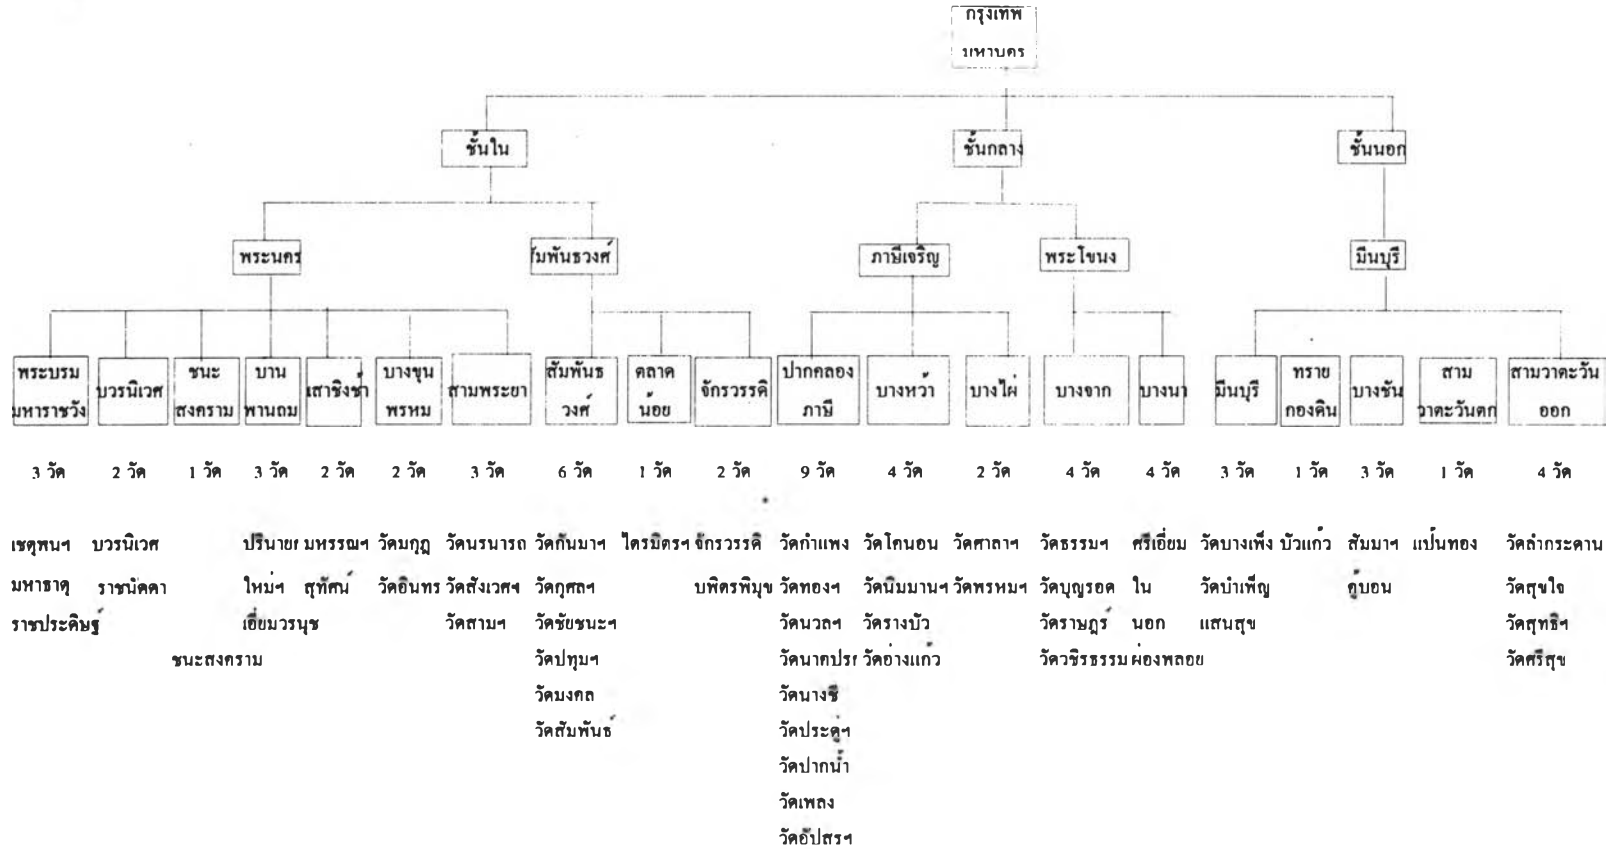 กรุงเทพ
มหานคร
ชั้นใน ชั้นกลาง ชั้นนอก
พระนคร สัมพันธวงศ์ ภาษีเจริญ พระโขนง มีนบุรี
พระบรม ชนะ บาน บางขุน สัมพันธ ตลาด ปากคลอง ทราย สาม สามวาตะวัน
บวรนิเวศ เสาชิงช้า สามพระยา จักรวรรดิ บางหว้า บางไผ่ บางจาก บางนา มีนบุรี บางชัน
มหาราชวัง สงคราม พานถม พรหม วงศ์ น้อย ภาษี กองดิน วาตะวันตก ออก
3 วัด 2 วัด 1 วัด 3 วัด 2 วัด 2 วัด 3 วัด 6 วัด 1 วัด 2 วัด 9 วัด 4 วัด 2 วัด 4 วัด 4 วัด 3 วัด 1 วัด 3 วัด 1 วัด 4 วัด
เชตุพนฯ บวรนิเวศ ปรินายก มหรรณฯ วัดมกุฎ วัดนรนารถ วัดกันมาฯ ไตรมิตรฯ จักรวรรดิ วัดกำแพง วัดโตนอน วัดศาลาฯ วัดธรรมฯ ศรีเอี่ยม วัดบางเพ็ง บัวแก้ว สัมมาฯ แป้นทอง วัดลำกระดาน
มหาธาตุ ราชนัดดา ใหม่ฯ สุทัศน์ วัดอินทร วัดสังเวศฯ วัดกุศลฯ บพิตรพิมุข วัดทองฯ วัดนิมมานฯ วัดพรหมฯ วัดบุญรอด ใน วัดบำเพ็ญ คู้บอน วัดสุขใจ
ราชประดิษฐ์ เอี่ยมวรนุช วัดสามฯ วัดชัยชนะฯ วัดนวลฯ วัดรางบัว วัดราษฎร์ นอก แสนสุข วัดสุทธิฯ
ชนะสงคราม วัดปทุมฯ วัดนาคปรก วัดอ่างแก้ว วัดวชิรธรรม ผ่องพลอย วัดศรีสุข
วัดมงคล วัดนางชี
วัดสัมพันธ์ วัดประดู่ฯ
วัดปากน้ำ
วัดเพลง
วัดอัปสรฯ